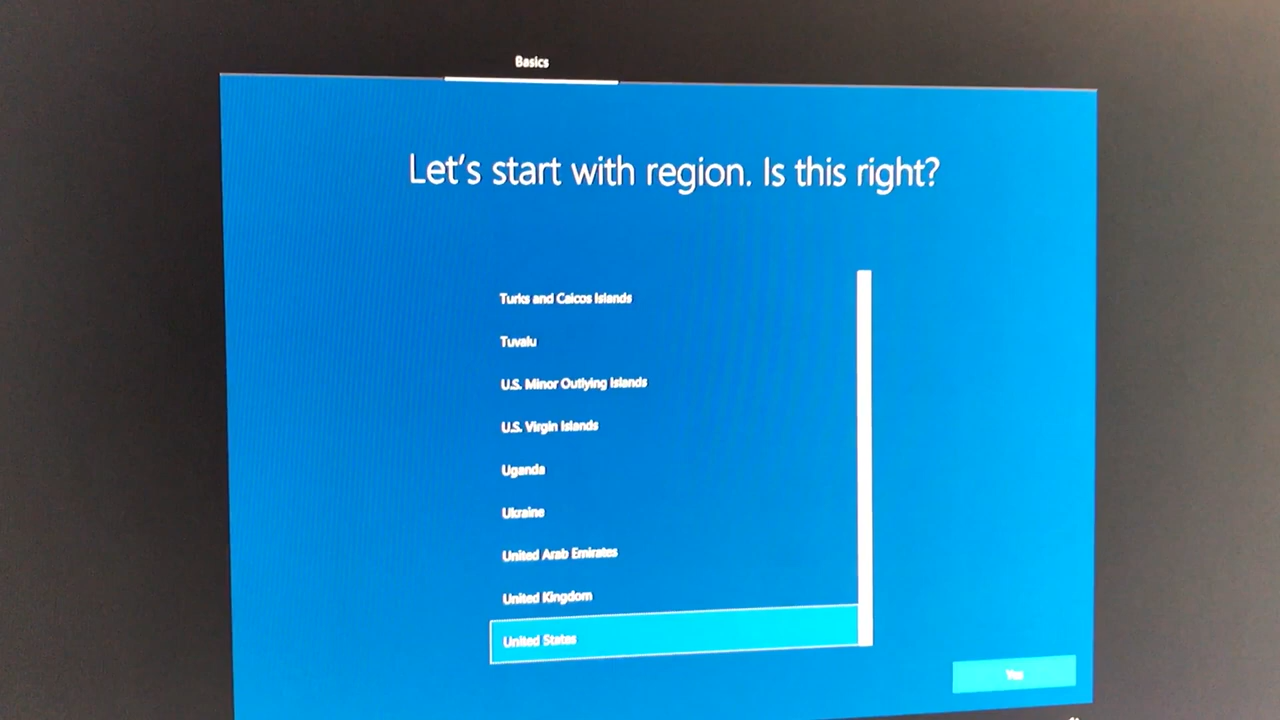 Basics
Let's start with region. Is this right?
Turks and Caicos Islands
Tuvalu
U.S. Minor Outlying Islands
U.S. Virgin Islands
Uganda
Ukraine
United Arab Emirates
United Kingdom
United States
Yes